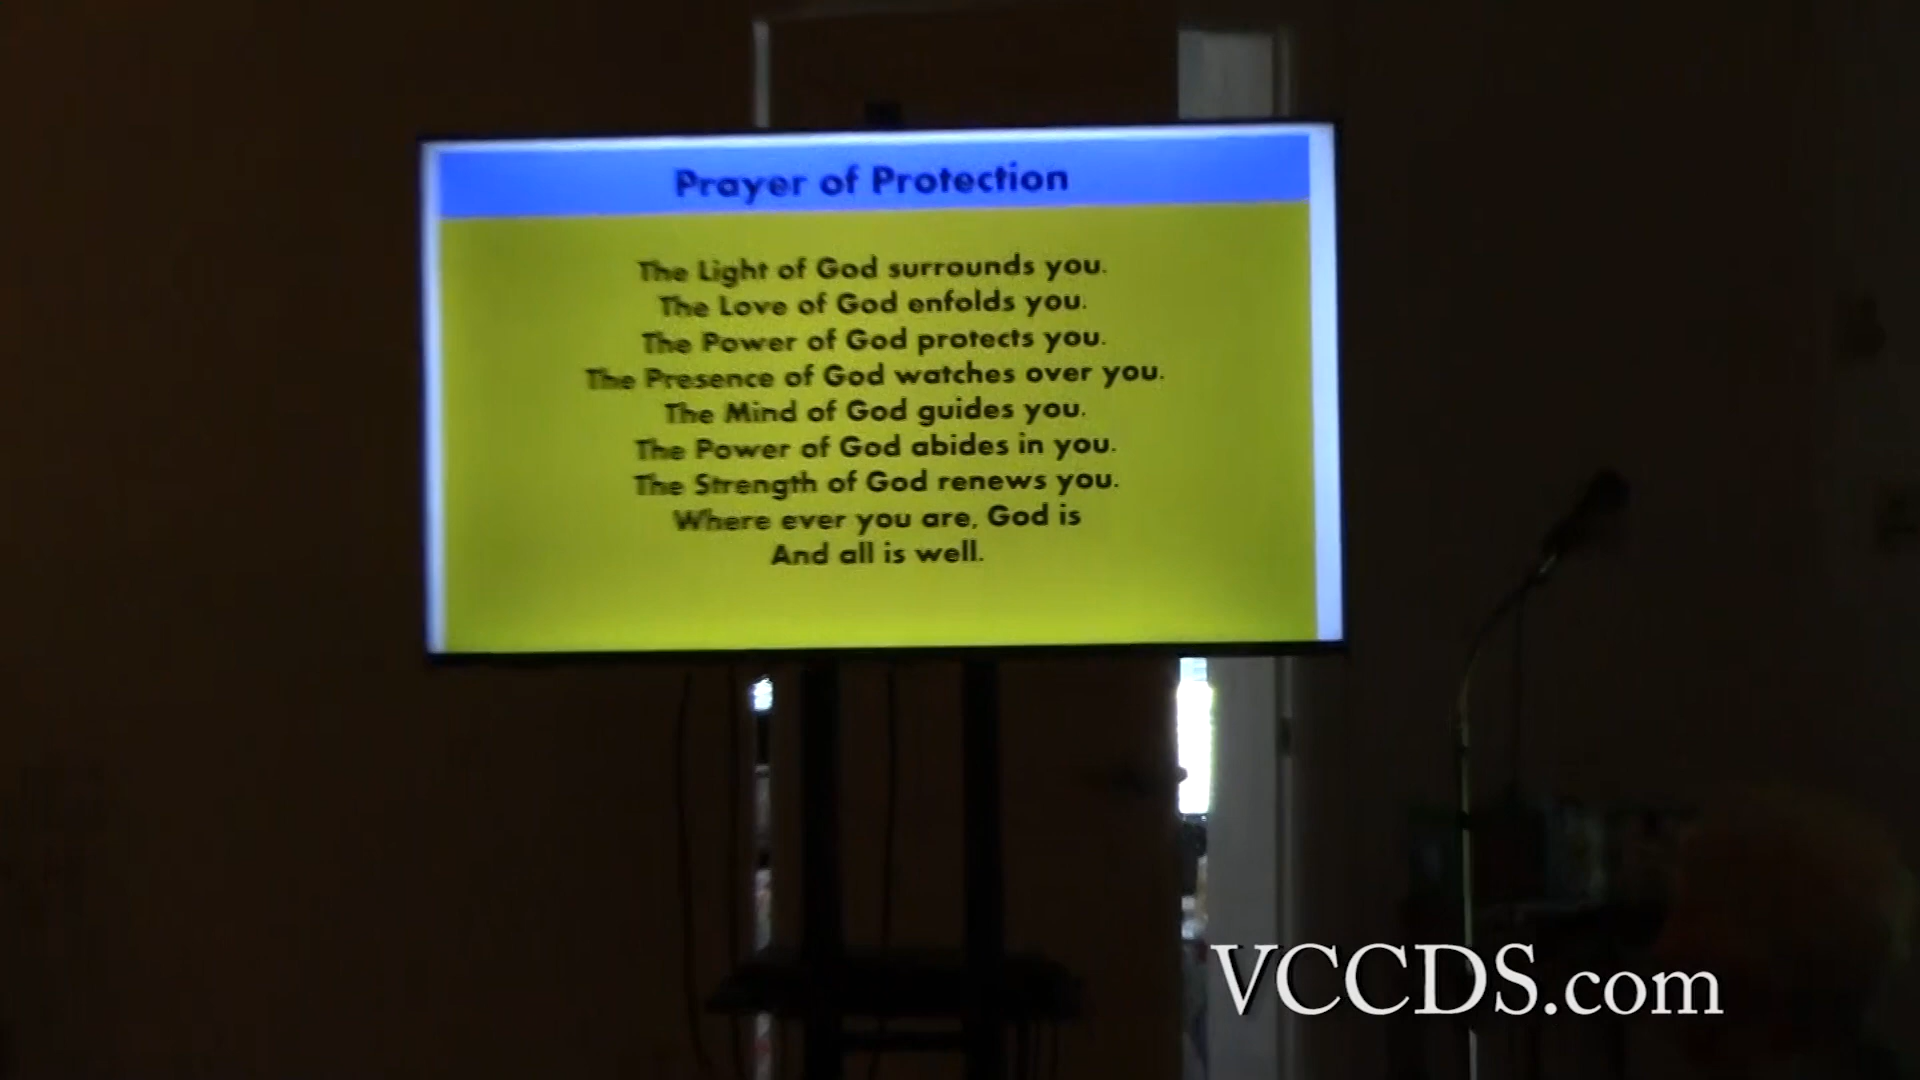 Prayer of Protection
The Light of God surrounds you.
The Love of God enfolds you.
The Power of God protects you.
The Presence of God watches over you.
The Mind of God guides you.
The Power of God abides in you.
The Strength of God renews you.
Where ever you are, God is
And all is well.
VCCDS.com